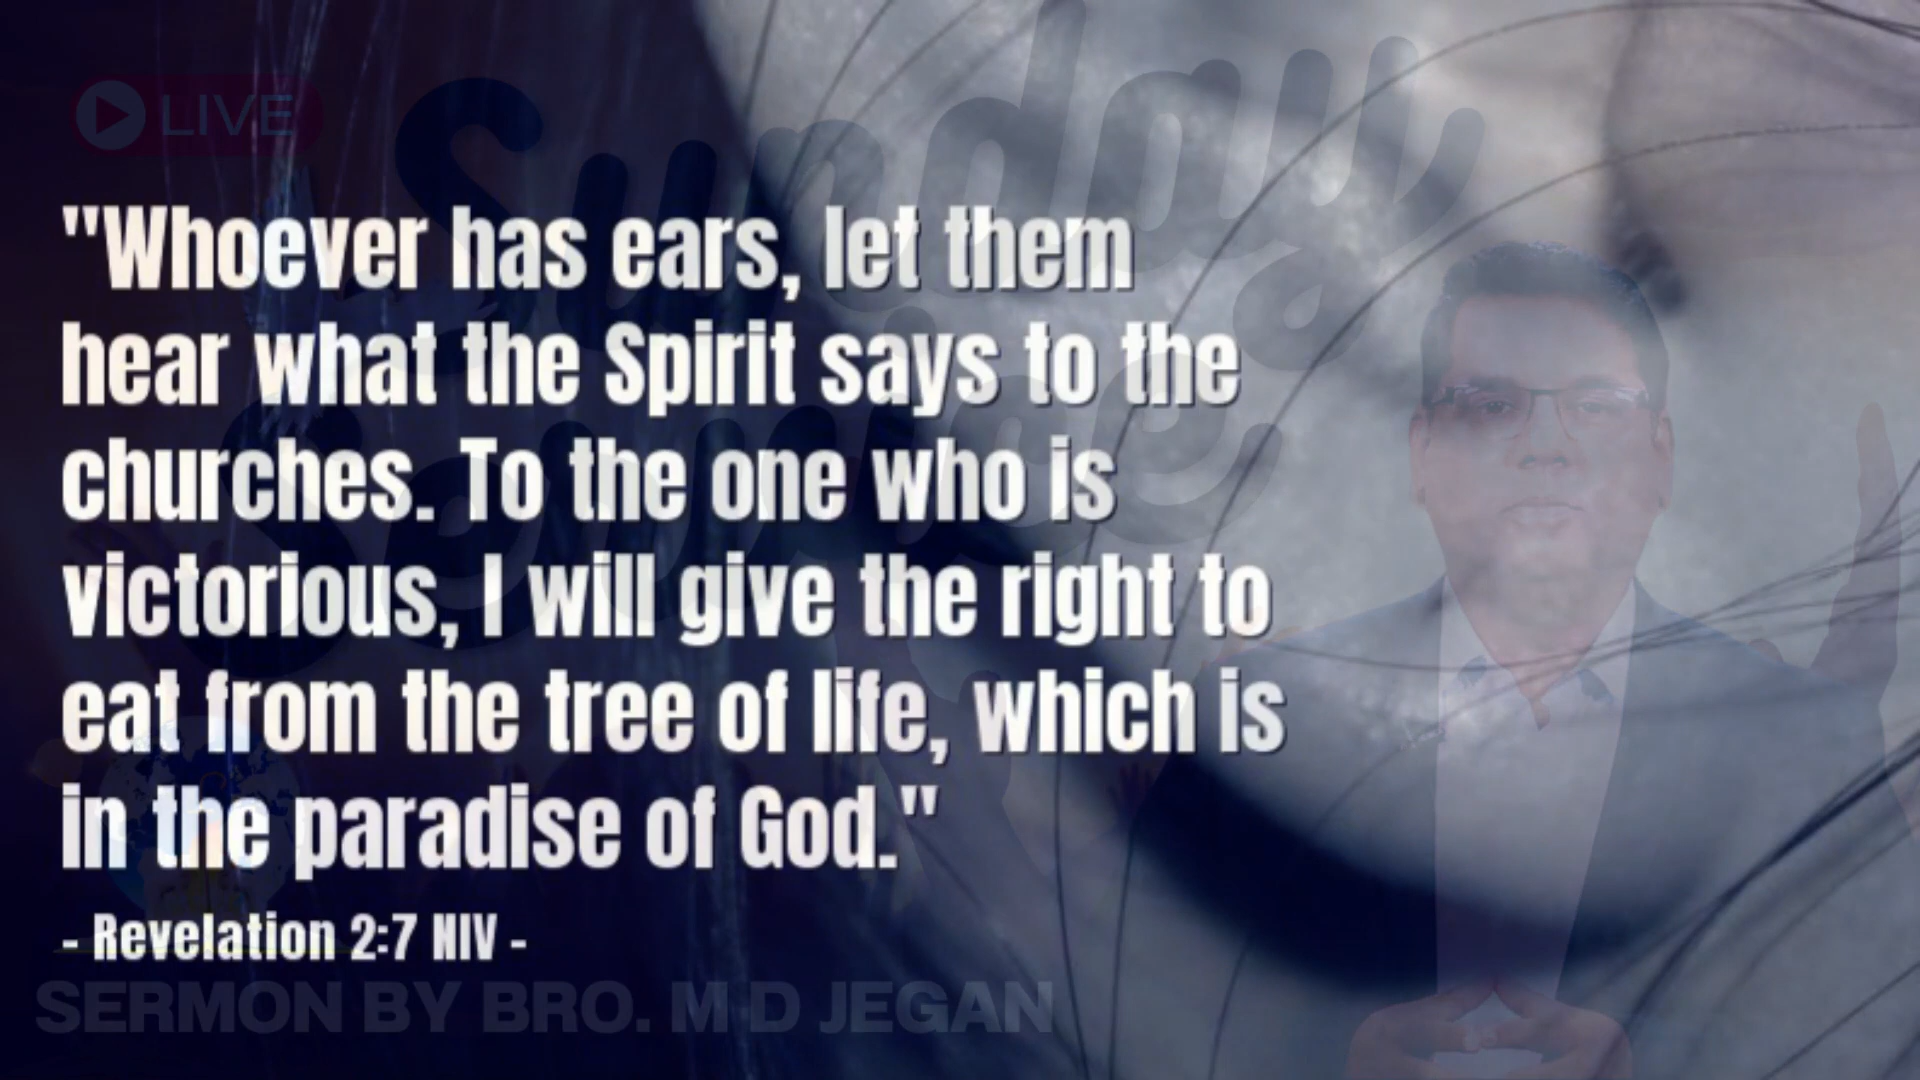 LIVE
Sunday
Service
"Whoever has ears, let them
hear what the Spirit says to the
churches. To the one who is
victorious, I will give the right to
eat from the tree of life, which is
in the paradise of God."
- Revelation 2:7 NIV -
SERMON BY BRO. M D JEGAN